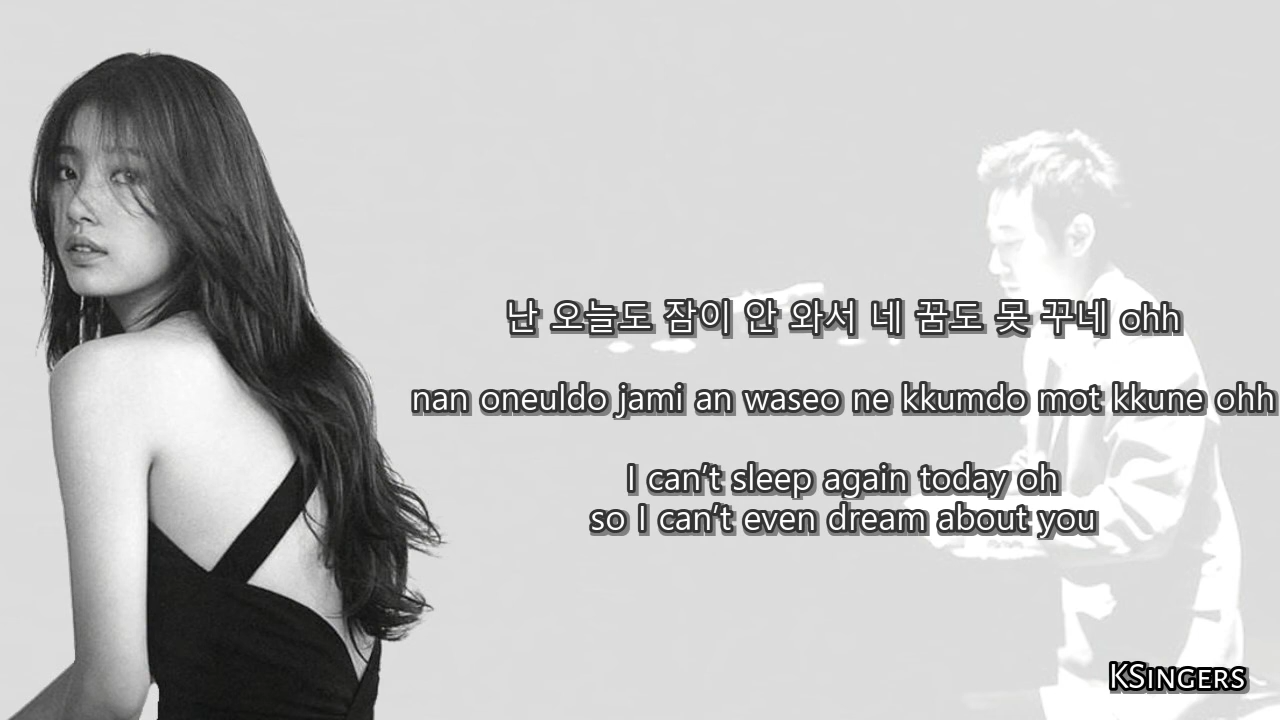 난 오늘도 잠이 안 와서 네 꿈도 못 꾸네 ohh
nan oneuldo jami an waseo ne kkumdo mot kkune ohh
I can't sleep again today oh
so I can't even dream about you
KSingers